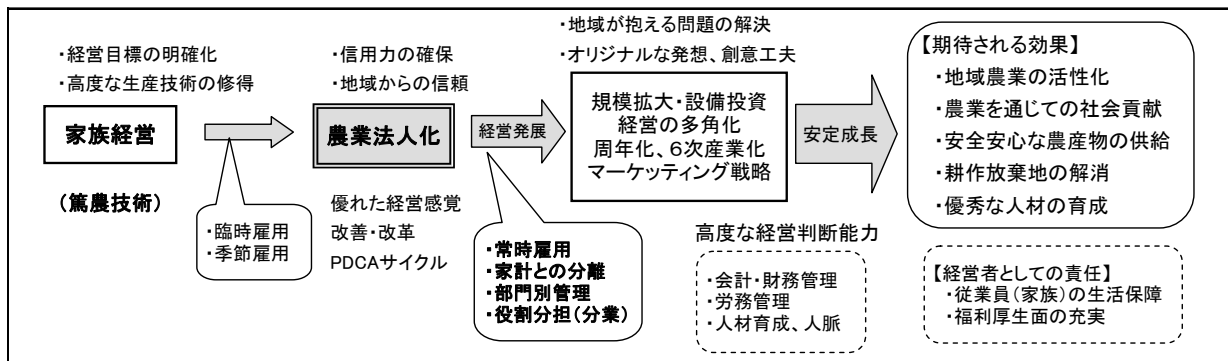 ・経営目標の明確化
・高度な生産技術の修得
家族経営
(篤農技術)
・臨時雇用
・季節雇用
・信用力の確保
・地域からの信頼
農業法人化
優れた経営感覚
改善・改革
PDCAサイクル
経営発展
・常時雇用
・家計との分離
・部門別管理
・役割分担(分業)
・地域が抱える問題の解決
・オリジナルな発想、創意工夫
規模拡大・設備投資
経営の多角化
周年化、6次産業化
マーケッティング戦略
安定成長
高度な経営判断能力
・会計・財務管理
・労務管理
・人材育成、人脈
【期待される効果】
・地域農業の活性化
・農業を通じての社会貢献
・安全安心な農産物の供給
・耕作放棄地の解消
・優秀な人材の育成
【経営者としての責任】
・従業員(家族)の生活保障
・福利厚生面の充実